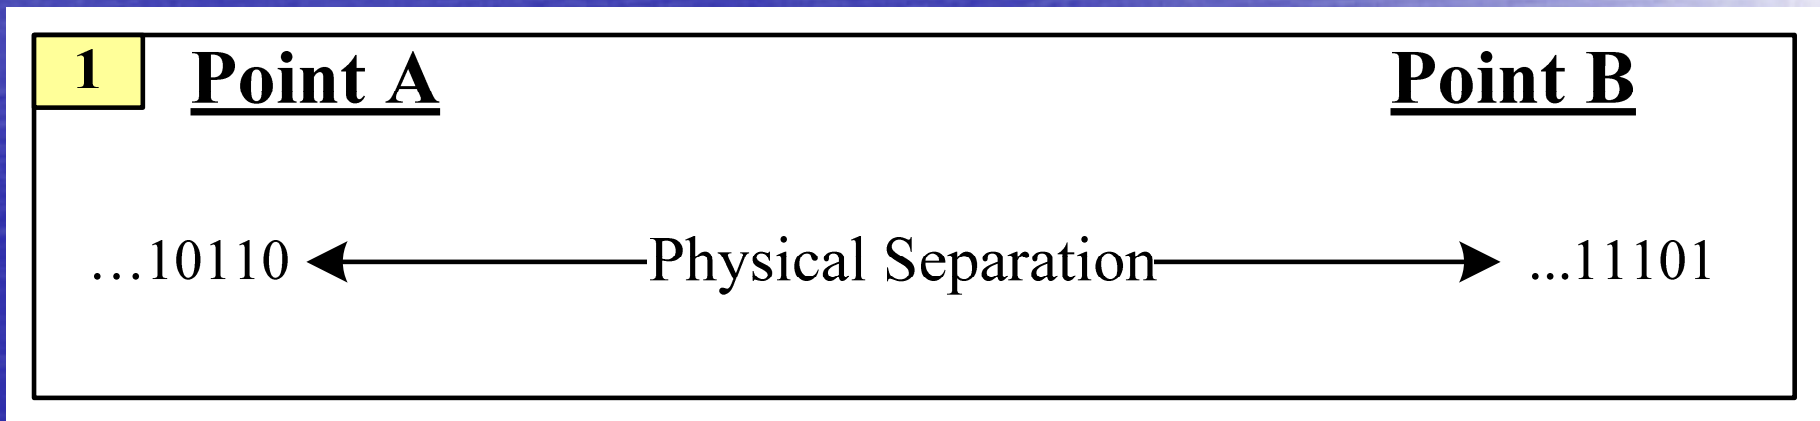 1 Point A Point B
…10110 Physical Separation ...11101